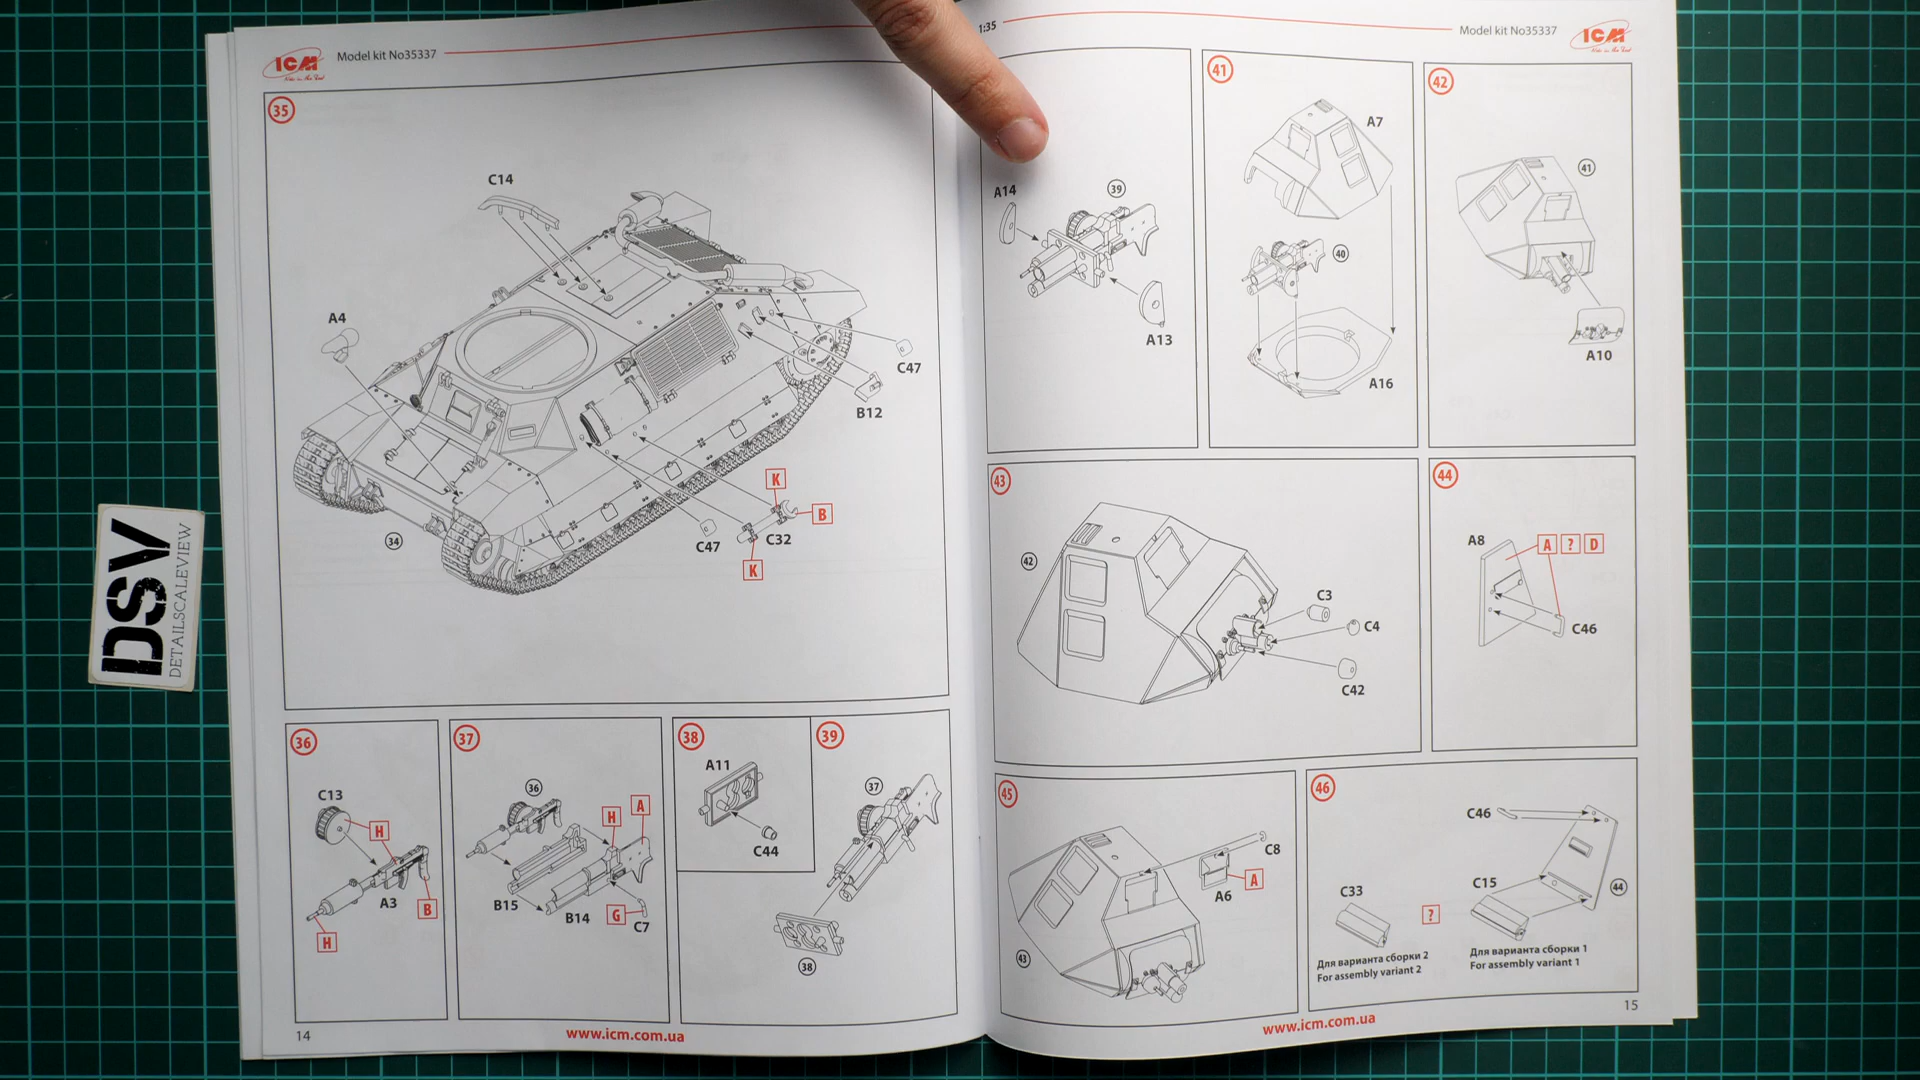 ICM
Model kit No35337
35
C14
A4
C47
B12
K
B
C47
C32
K
34
36
C13
H
A3
B
H
37
36
H
A
B15
B14
G
C7
38
A11
C44
39
37
38
14
www.icm.com.ua
1:35
Model kit No35337
ICM
A14
39
A13
41
A7
40
A16
42
41
A10
43
42
C3
C4
C42
44
A8
A ? D
C46
45
C8
A6
A
43
46
C46
C33
?
C15
44
Для варианта сборки 2
For assembly variant 2
Для варианта сборки 1
For assembly variant 1
www.icm.com.ua
15
DSV
DETAILSCALEVIEW